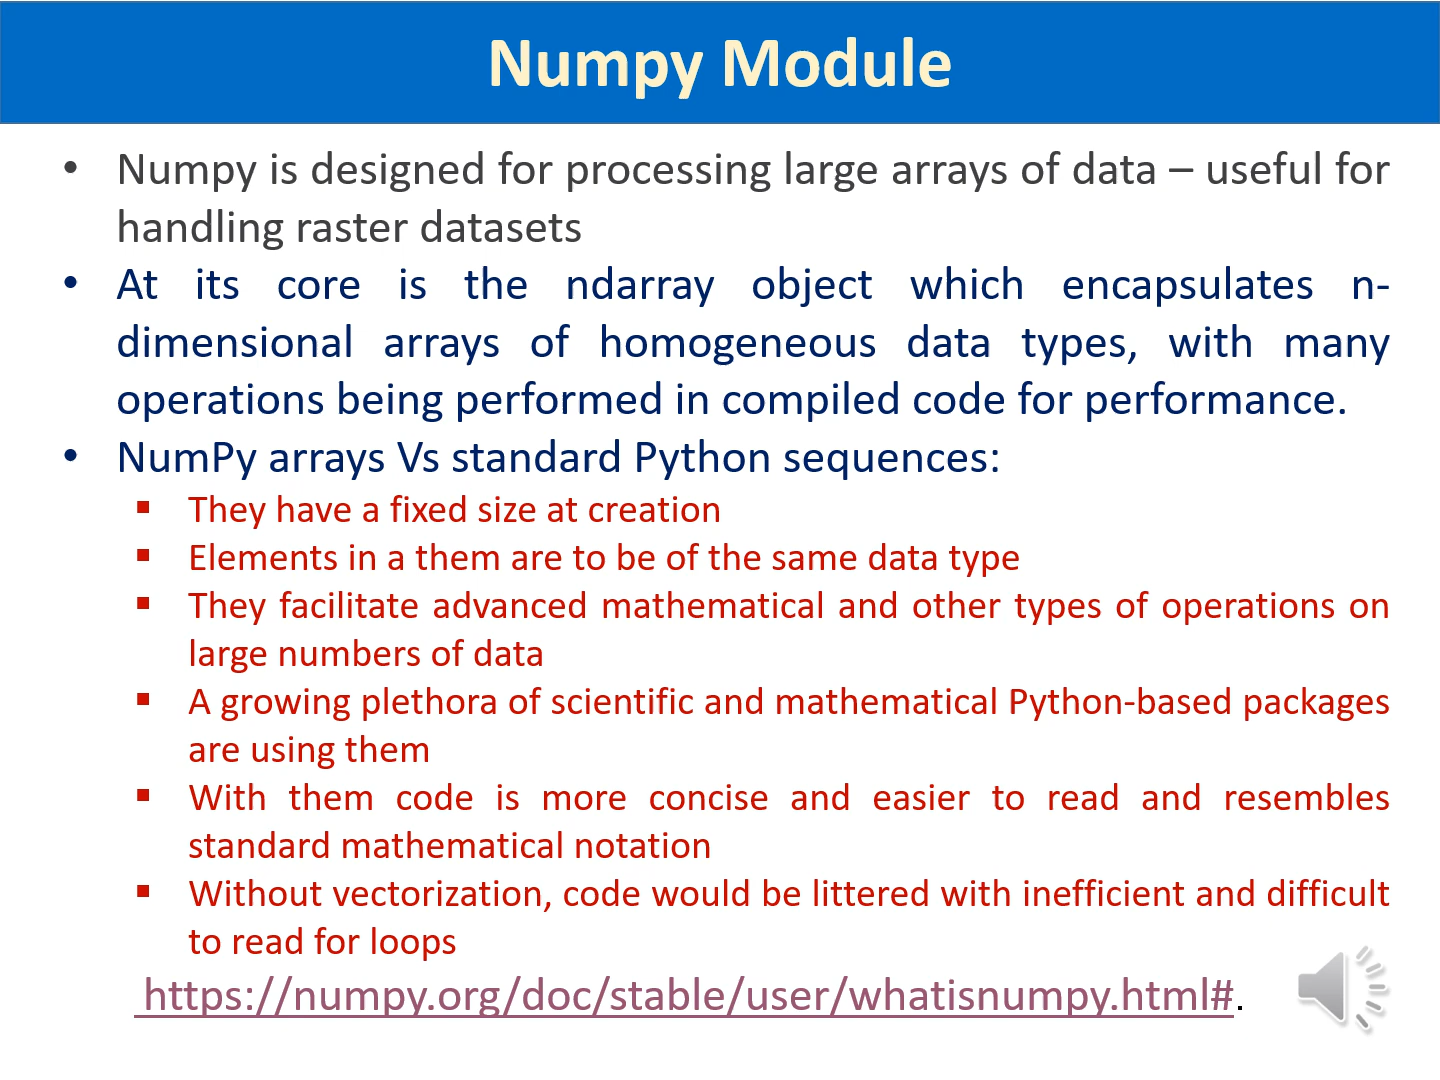 Numpy Module
• Numpy is designed for processing large arrays of data – useful for
handling raster datasets
• At its core is the ndarray object which encapsulates n-
dimensional arrays of homogeneous data types, with many
operations being performed in compiled code for performance.
• NumPy arrays Vs standard Python sequences:
▪ They have a fixed size at creation
▪ Elements in a them are to be of the same data type
▪ They facilitate advanced mathematical and other types of operations on
large numbers of data
▪ A growing plethora of scientific and mathematical Python-based packages
are using them
▪ With them code is more concise and easier to read and resembles
standard mathematical notation
▪ Without vectorization, code would be littered with inefficient and difficult
to read for loops
https://numpy.org/doc/stable/user/whatisnumpy.html#.